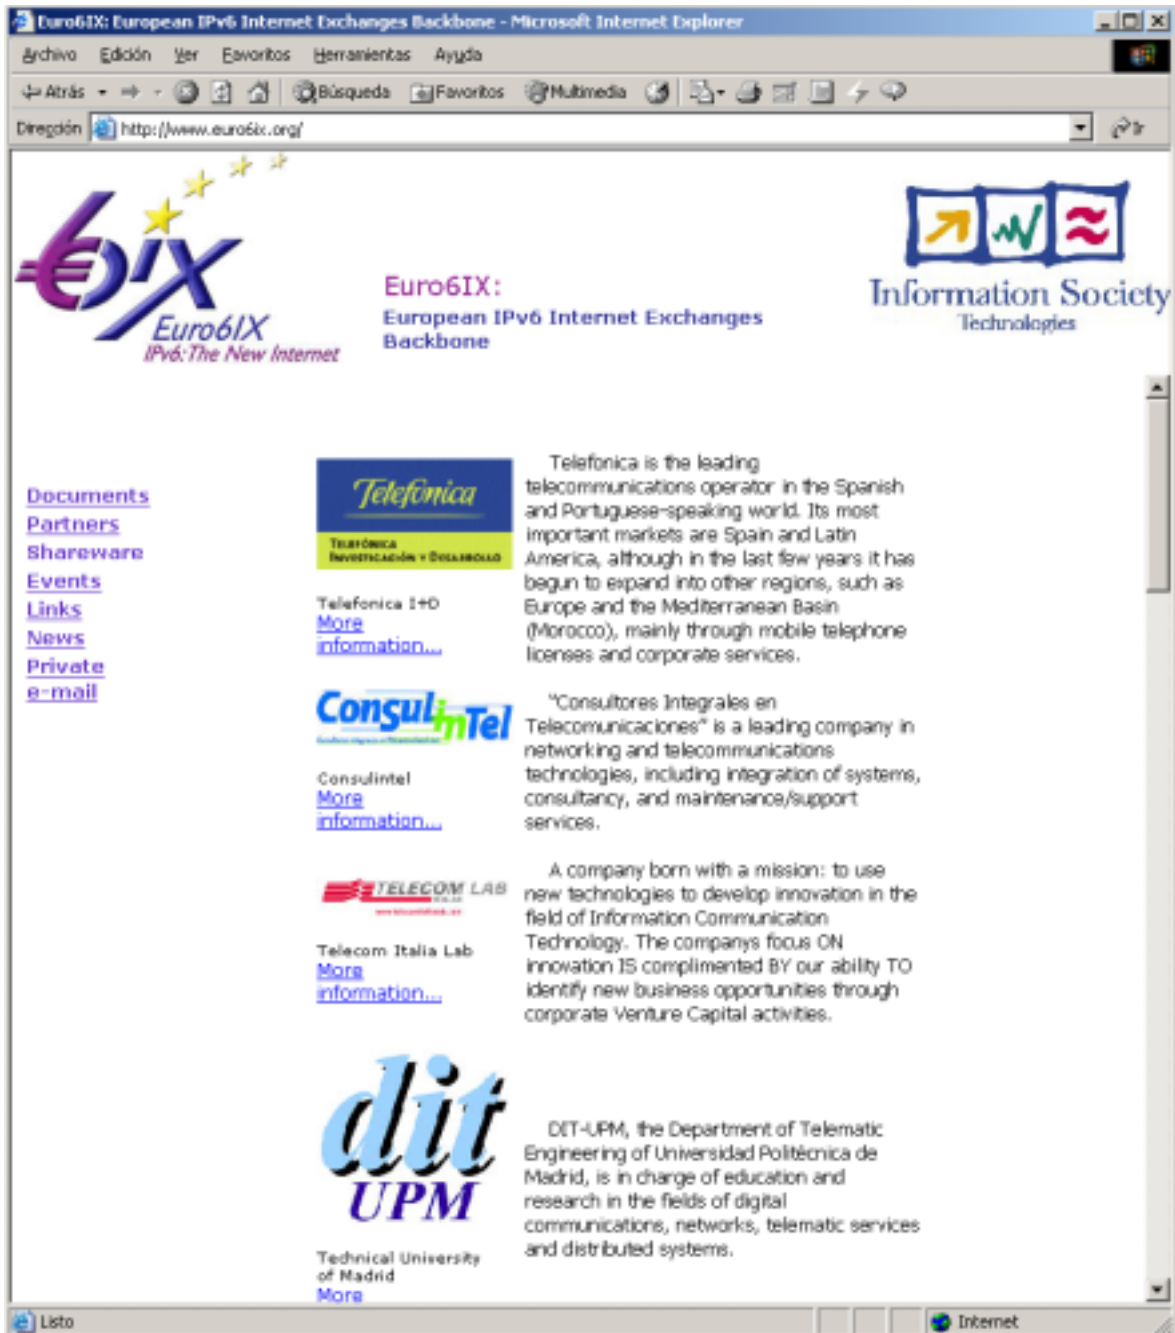 Euro6IX: European IPv6 Internet Exchanges Backbone - Microsoft Internet Explorer
Archivo Edición Ver Favoritos Herramientas Ayuda
Atrás Búsqueda Favoritos Multimedia
Dirección http://www.euro6ix.org/ Ir
6IX
Euro6IX
IPv6: The New Internet
Euro6IX:
European IPv6 Internet Exchanges
Backbone
Information Society
Technologies
Documents
Partners
Shareware
Events
Links
News
Private
e-mail
Telefonica
TELEFÓNICA
INVESTIGACIÓN Y DESARROLLO
Telefonica I+D
More
information...
Telefonica is the leading
telecommunications operator in the Spanish
and Portuguese-speaking world. Its most
important markets are Spain and Latin
America, although in the last few years it has
begun to expand into other regions, such as
Europe and the Mediterranean Basin
(Morocco), mainly through mobile telephone
licenses and corporate services.
ConsulinTel
Consulintel
More
information...
"Consultores Integrales en
Telecomunicaciones" is a leading company in
networking and telecommunications
technologies, including integration of systems,
consultancy, and maintenance/support
services.
TELECOM LAB
Telecom Italia Lab
More
information...
A company born with a mission: to use
new technologies to develop innovation in the
field of Information Communication
Technology. The companys focus ON
innovation IS complimented BY our ability TO
identify new business opportunities through
corporate Venture Capital activities.
dit
UPM
Technical University
of Madrid
More
DIT-UPM, the Department of Telematic
Engineering of Universidad Politécnica de
Madrid, is in charge of education and
research in the fields of digital
communications, networks, telematic services
and distributed systems.
Listo Internet